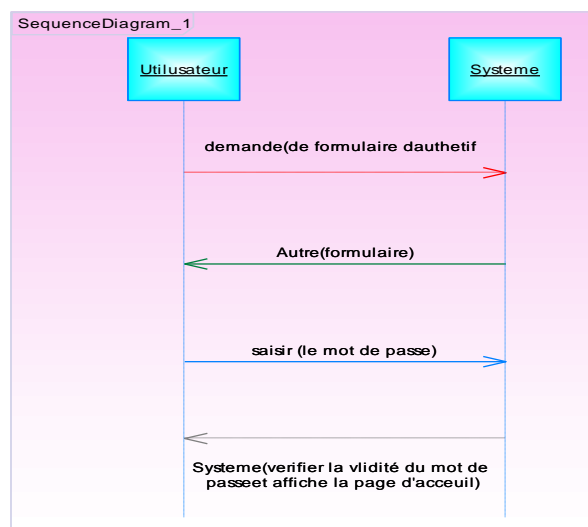 SequenceDiagram_1
Utilusateur
Systeme
demande(de formulaire dauthetif
Autre(formulaire)
saisir (le mot de passe)
Systeme(verifier la vlidité du mot de
passeet affiche la page d'acceuil)